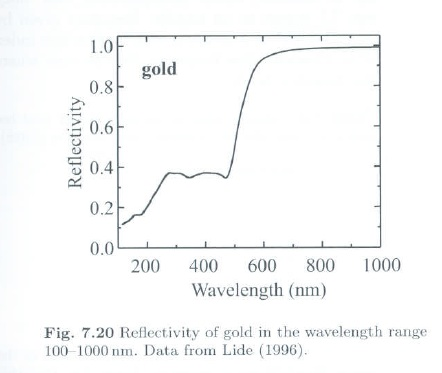 gold
1.0
0.8
0.6
0.4
0.2
0.0
Reflectivity
200 400 600 800 1000
Wavelength (nm)
Fig. 7.20 Reflectivity of gold in the wavelength range
100–1000 nm. Data from Lide (1996).